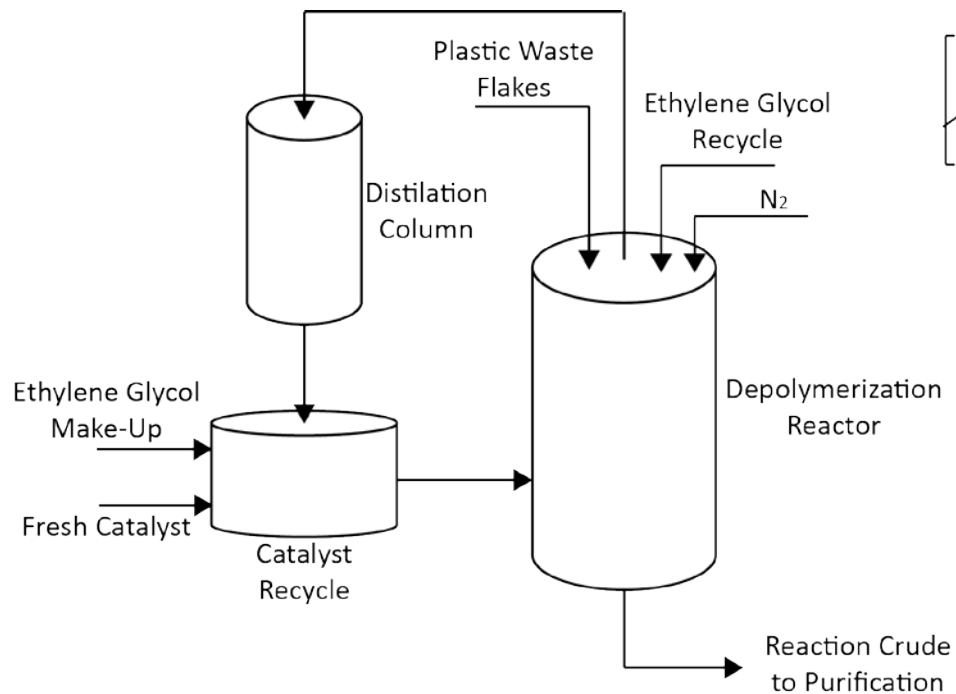 Plastic Waste
Flakes
Ethylene Glycol
Recycle
N₂
Distilation
Column
Ethylene Glycol
Make-Up
Fresh Catalyst
Catalyst
Recycle
Depolymerization
Reactor
Reaction Crude
to Purification